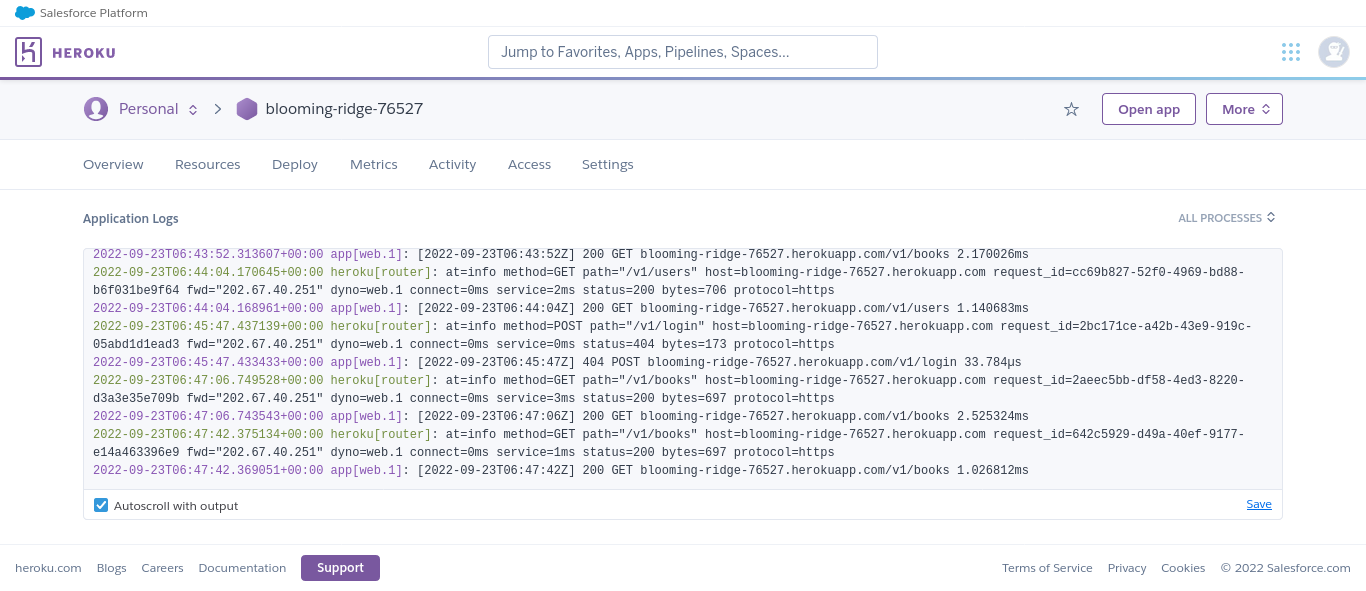 Salesforce Platform
HEROKU
Jump to Favorites, Apps, Pipelines, Spaces...
Personal
blooming-ridge-76527
Open app
More
Overview
Resources
Deploy
Metrics
Activity
Access
Settings
Application Logs
ALL PROCESSES
2022-09-23T06:43:52.313607+00:00 app[web.1]: [2022-09-23T06:43:52Z] 200 GET blooming-ridge-76527.herokuapp.com/v1/books 2.170026ms
2022-09-23T06:44:04.170645+00:00 heroku[router]: at=info method=GET path="/v1/users" host=blooming-ridge-76527.herokuapp.com request_id=cc69b827-52f0-4969-bd88-
b6f031be9f64 fwd="202.67.40.251" dyno=web.1 connect=0ms service=2ms status=200 bytes=706 protocol=https
2022-09-23T06:44:04.168961+00:00 app[web.1]: [2022-09-23T06:44:04Z] 200 GET blooming-ridge-76527.herokuapp.com/v1/users 1.140683ms
2022-09-23T06:45:47.437139+00:00 heroku[router]: at=info method=POST path="/v1/login" host=blooming-ridge-76527.herokuapp.com request_id=2bc171ce-a42b-43e9-919c-
05abd1d1ead3 fwd="202.67.40.251" dyno=web.1 connect=0ms service=0ms status=404 bytes=173 protocol=https
2022-09-23T06:45:47.433433+00:00 app[web.1]: [2022-09-23T06:45:47Z] 404 POST blooming-ridge-76527.herokuapp.com/v1/login 33.784µs
2022-09-23T06:47:06.749528+00:00 heroku[router]: at=info method=GET path="/v1/books" host=blooming-ridge-76527.herokuapp.com request_id=2aeec5bb-df58-4ed3-8220-
d3a3e35e709b fwd="202.67.40.251" dyno=web.1 connect=0ms service=3ms status=200 bytes=697 protocol=https
2022-09-23T06:47:06.743543+00:00 app[web.1]: [2022-09-23T06:47:06Z] 200 GET blooming-ridge-76527.herokuapp.com/v1/books 2.525324ms
2022-09-23T06:47:42.375134+00:00 heroku[router]: at=info method=GET path="/v1/books" host=blooming-ridge-76527.herokuapp.com request_id=642c5929-d49a-40ef-9177-
e14a463396e9 fwd="202.67.40.251" dyno=web.1 connect=0ms service=1ms status=200 bytes=697 protocol=https
2022-09-23T06:47:42.369051+00:00 app[web.1]: [2022-09-23T06:47:42Z] 200 GET blooming-ridge-76527.herokuapp.com/v1/books 1.026812ms
Autoscroll with output
Save
heroku.com
Blogs
Careers
Documentation
Support
Terms of Service
Privacy
Cookies
© 2022 Salesforce.com